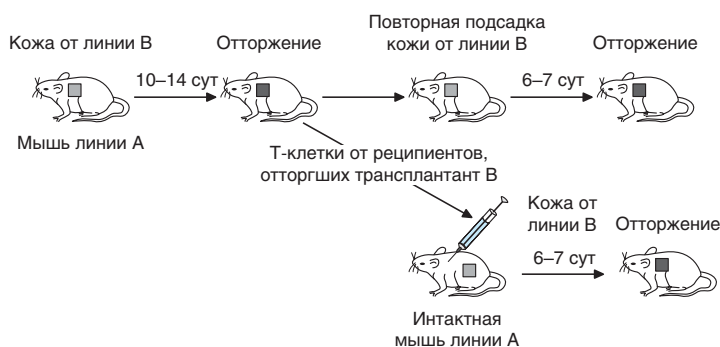 Кожа от линии В
Отторжение
Повторная подсадка
кожи от линии В
Отторжение
10–14 сут
6–7 сут
Мышь линии А
Т-клетки от реципиентов,
отторгших трансплантант В
Кожа от
линии В
Отторжение
6–7 сут
Интактная
мышь линии А